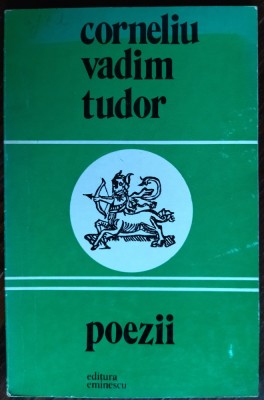 corneliu
vadim
tudor
poezii
editura
eminescu